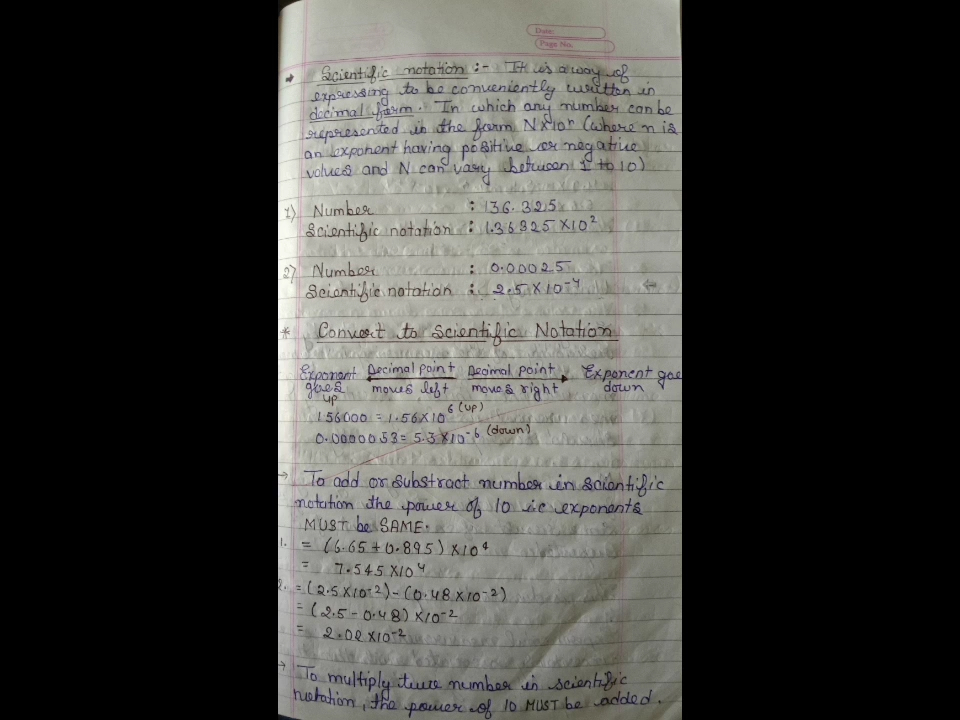 Date:
Page No.
→ Scientific notation :- It is a way of
expressing to be conveniently written in
decimal form. In which any number can be
represented in the form N×10ⁿ (where n is
an exponent having positive or negative
values and N can vary between 1 to 10)
1) Number : 136.325
Scientific notation : 1.36325 ×10²
2) Number : 0.00025
Scientific notation : 2.5 × 10⁻⁴
* Convert to Scientific Notation
Exponent goes up ← Decimal point moves left Decimal point moves right → Exponent goe down
156000 = 1.56×10⁶ (up)
0.0000053 = 5.3×10⁻⁶ (down)
→ To add or substract number in scientific
notation the power of 10 i.e exponents
MUST be SAME.
1. = (6.65 + 0.895) ×10⁴
= 7.545 ×10⁴
2. = (2.5×10⁻²) - (0.48 ×10⁻²)
= (2.5 - 0.48) ×10⁻²
= 2.02 ×10⁻²
→ To multiply two number in scientific
notation, the power of 10 MUST be added.